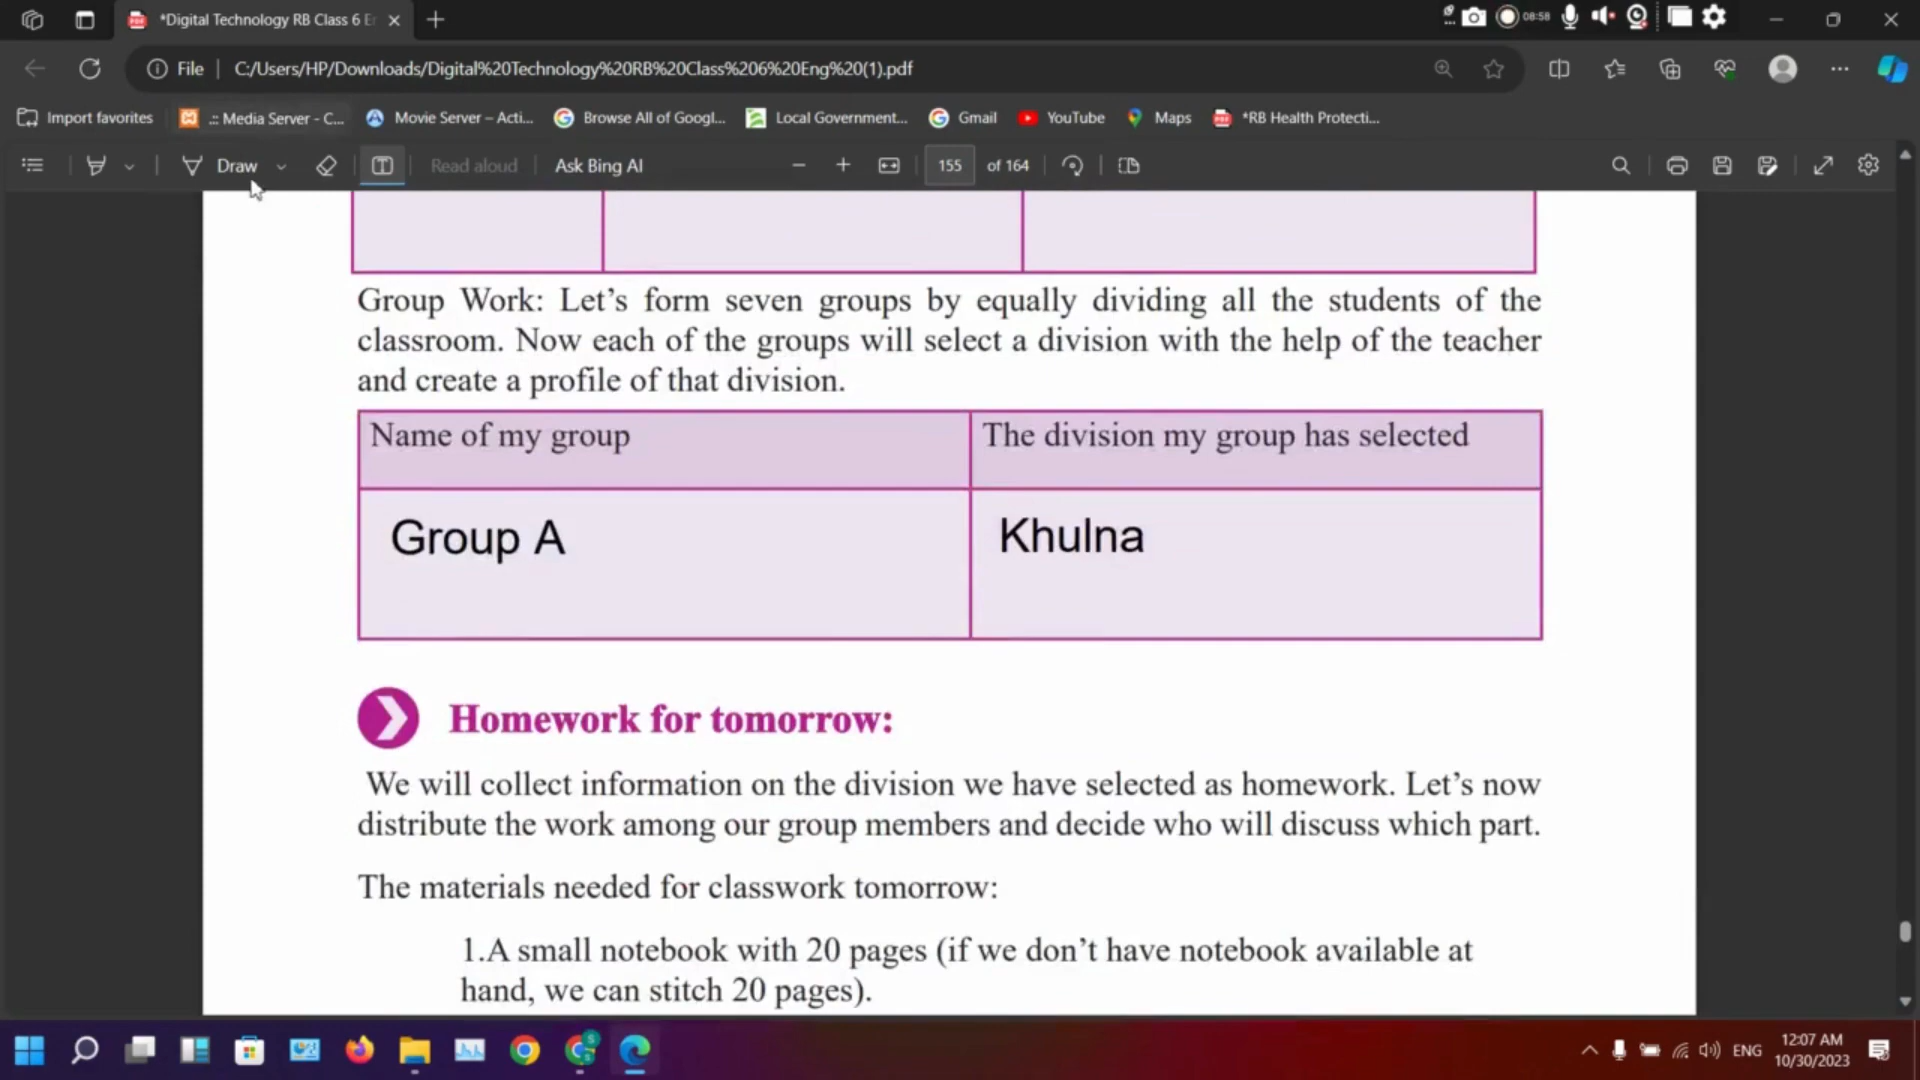 *Digital Technology RB Class 6 E
08:58
File
C:/Users/HP/Downloads/Digital%20Technology%20RB%20Class%206%20Eng%20(1).pdf
Import favorites
.:: Media Server - C...
Movie Server – Acti...
Browse All of Googl...
Local Government...
Gmail
YouTube
Maps
*RB Health Protecti...
Draw
Read aloud
Ask Bing AI
155 of 164
Group Work: Let’s form seven groups by equally dividing all the students of the
classroom. Now each of the groups will select a division with the help of the teacher
and create a profile of that division.
Name of my group
The division my group has selected
Group A
Khulna
Homework for tomorrow:
We will collect information on the division we have selected as homework. Let’s now
distribute the work among our group members and decide who will discuss which part.
The materials needed for classwork tomorrow:
1.A small notebook with 20 pages (if we don’t have notebook available at
hand, we can stitch 20 pages).
ENG
12:07 AM
10/30/2023